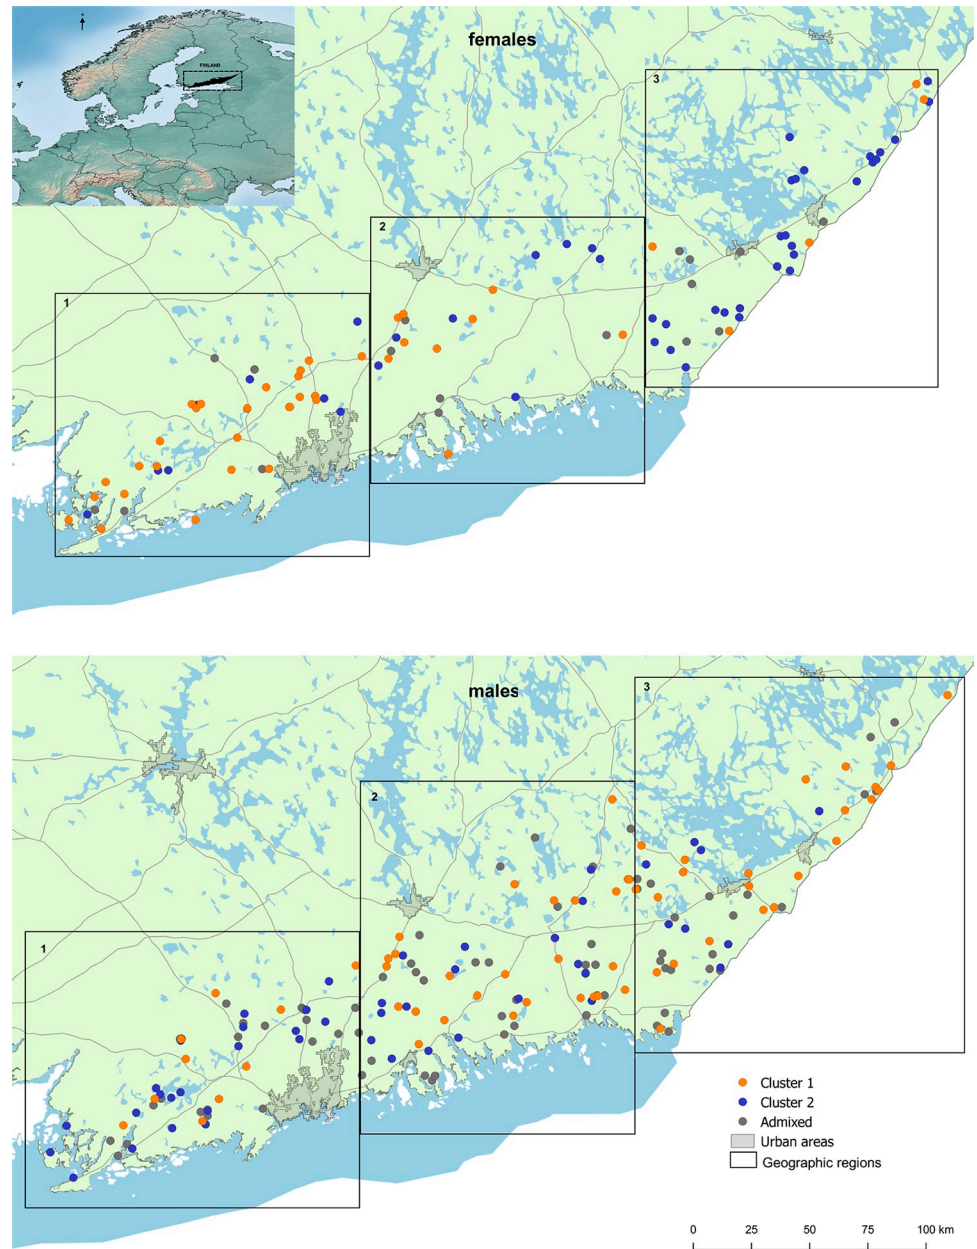 N
FINLAND
females
3
2
1
males
3
2
1
Cluster 1
Cluster 2
Admixed
Urban areas
Geographic regions
0 25 50 75 100 km